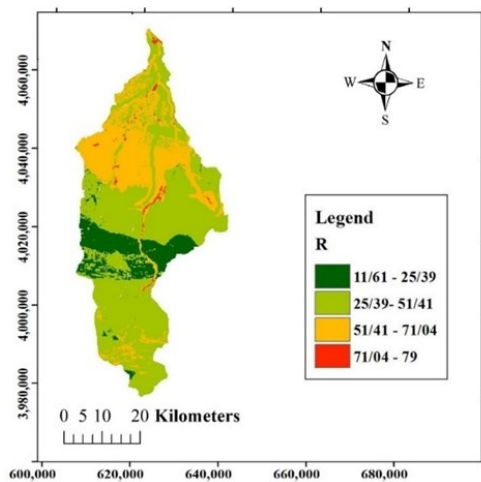 N
W E
S
4,060,000
4,040,000
4,020,000
4,000,000
3,980,000
Legend
R
11/61 - 25/39
25/39- 51/41
51/41 - 71/04
71/04 - 79
0 5 10 20 Kilometers
600,000 620,000 640,000 660,000 680,000